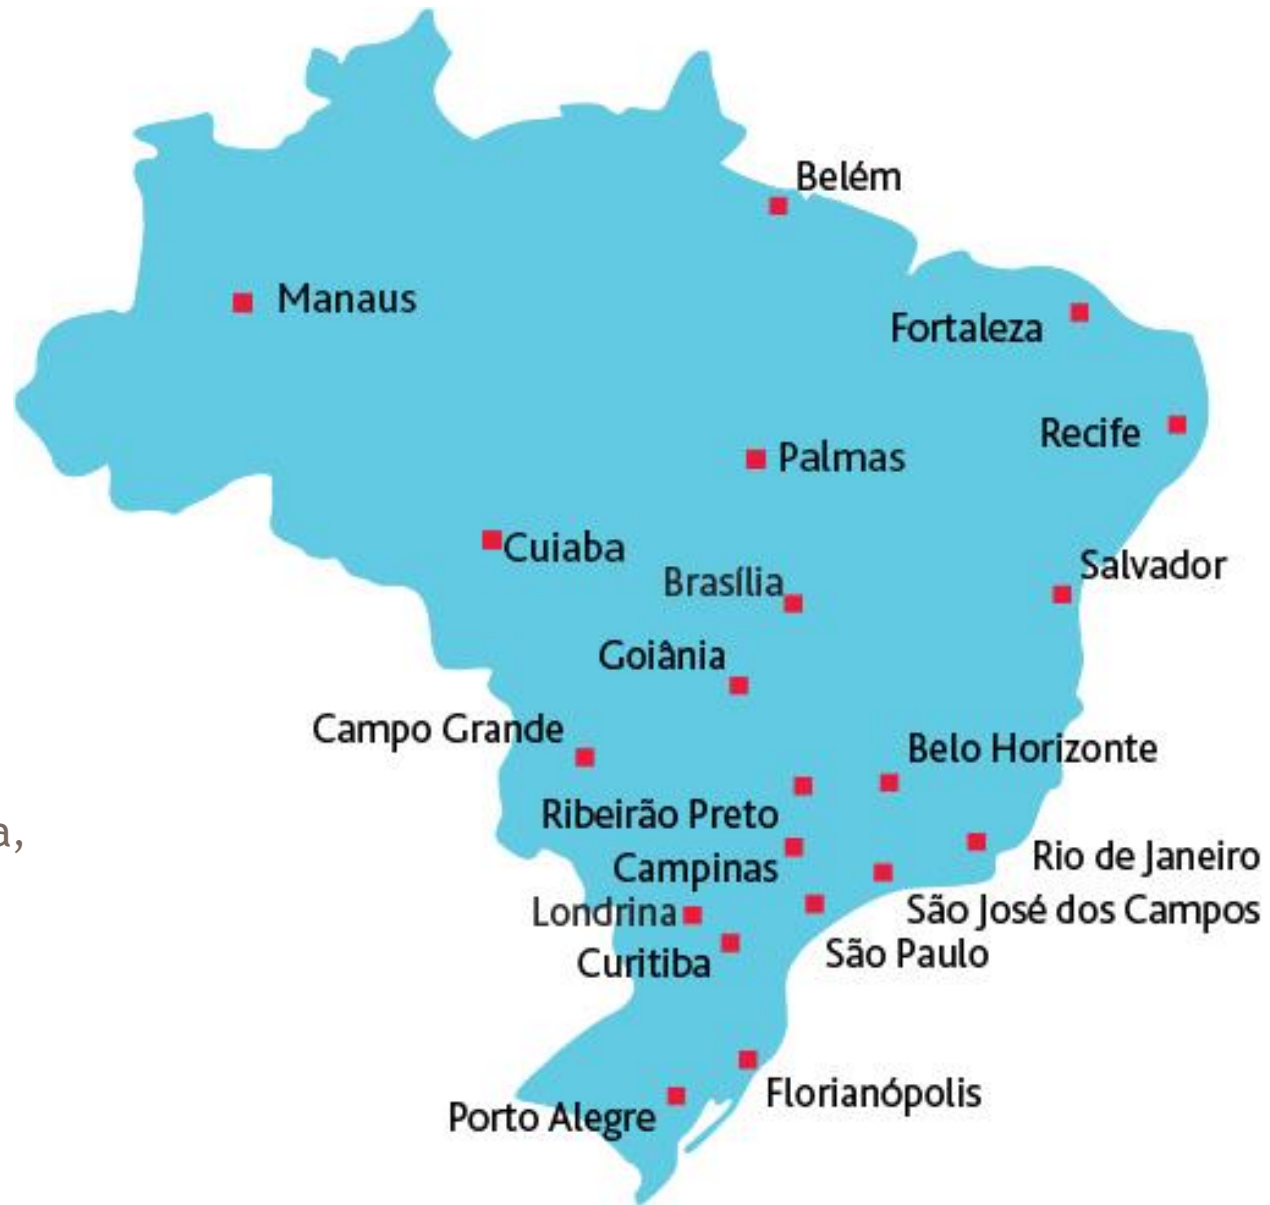 Belém
Manaus
Fortaleza
Recife
Palmas
Cuiaba
Salvador
Brasília
Goiânia
Campo Grande
Belo Horizonte
Ribeirão Preto
a,
Rio de Janeiro
Campinas
Londrina
São José dos Campos
São Paulo
Curitiba
Florianópolis
Porto Alegre